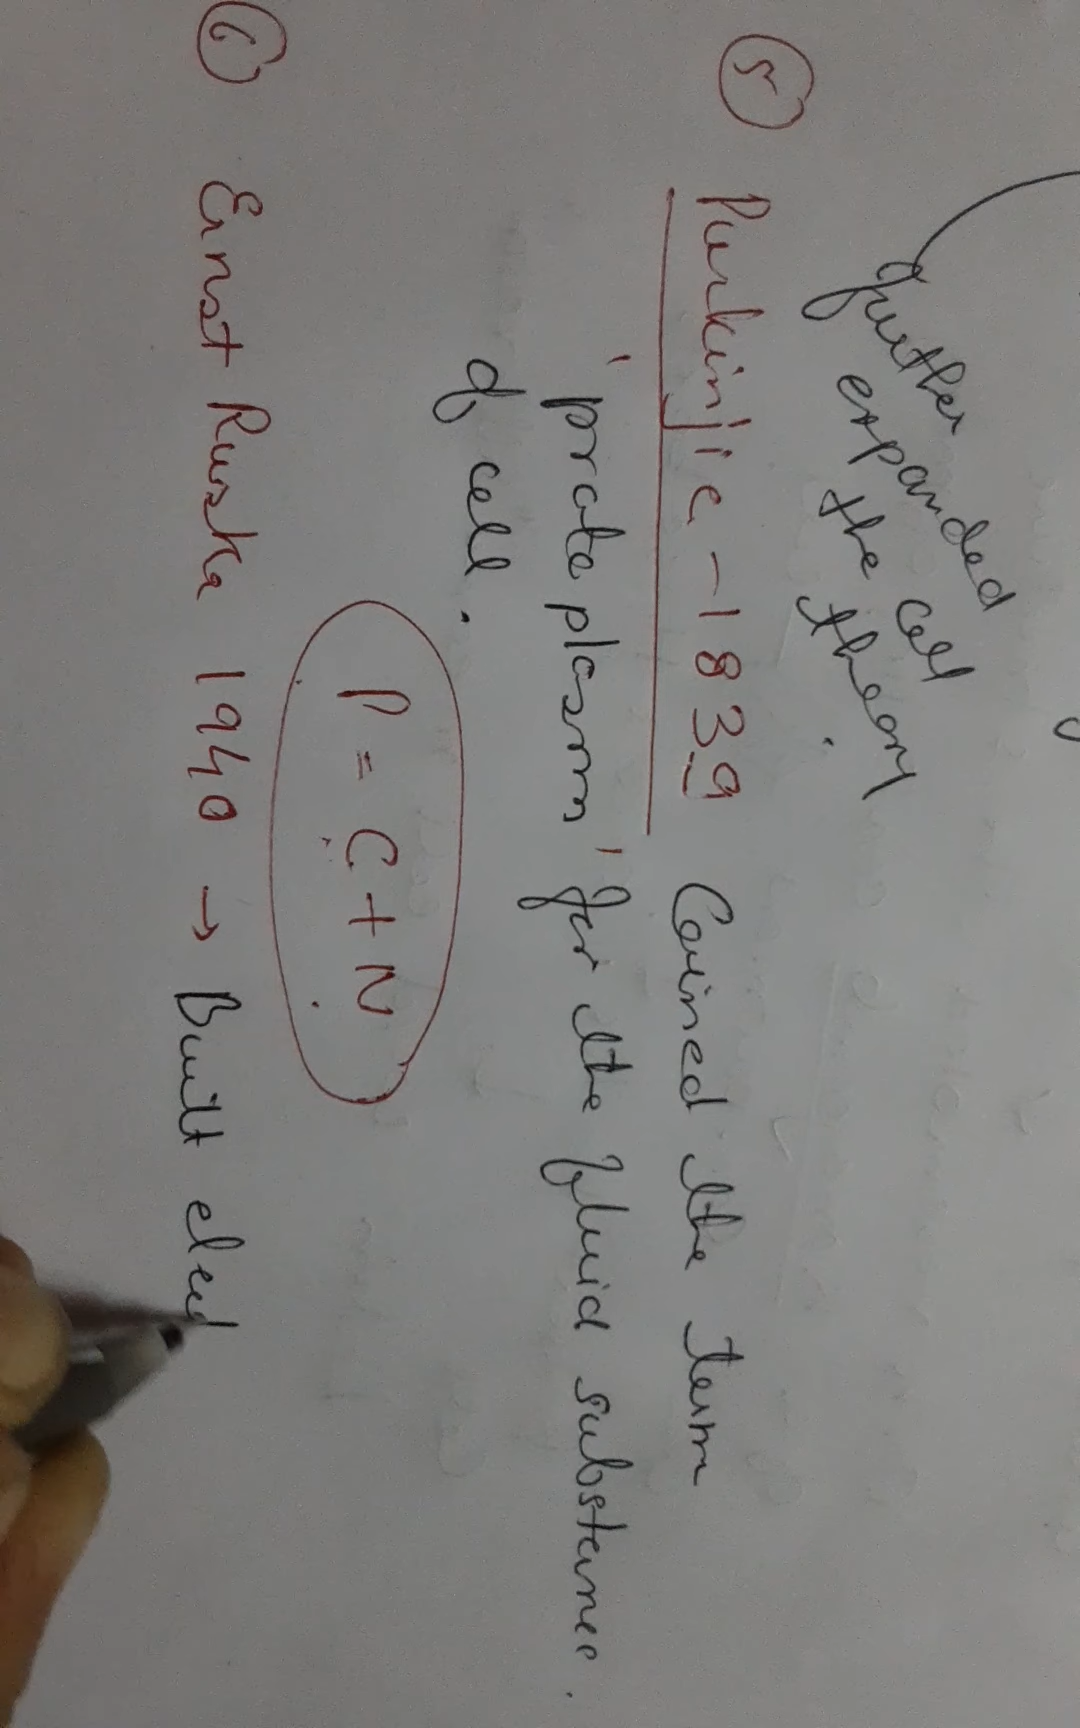 further
expanded
the cell
theory.
5 Purkinjie - 1839 Coined the term
'protoplasm' for the fluid substance.
of cell.
P = C + N
6 Ernst Ruska 1940 → Built elect